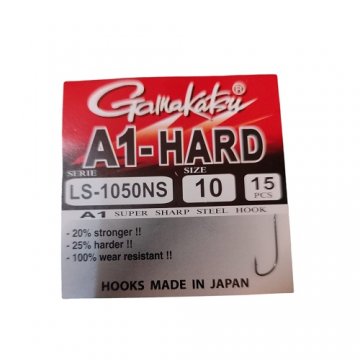 Gamakatsu ®
A1-HARD
SERIE SIZE
LS-1050NS 10 15 PCS
A1 SUPER SHARP STEEL HOOK
- 20% stronger !!
- 25% harder !!
- 100% wear resistant !!
HOOKS MADE IN JAPAN